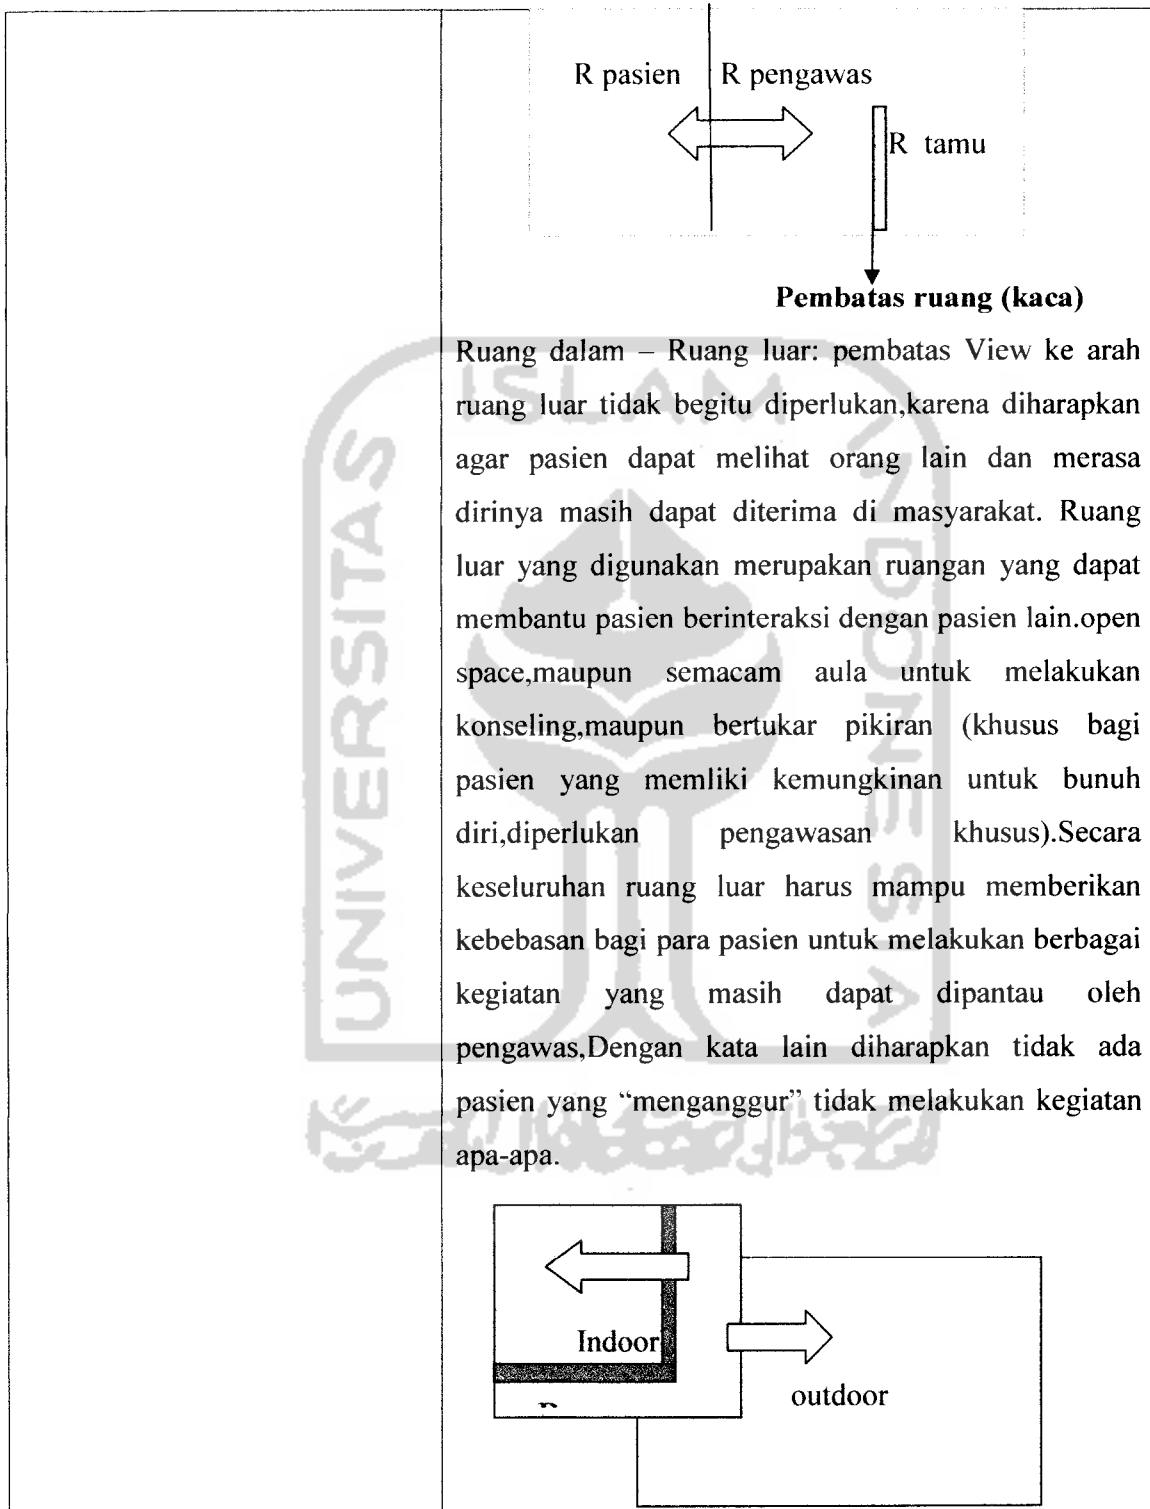 R pasien R pengawas
R tamu
Pembatas ruang (kaca)
Ruang dalam – Ruang luar: pembatas View ke arah
ruang luar tidak begitu diperlukan,karena diharapkan
agar pasien dapat melihat orang lain dan merasa
dirinya masih dapat diterima di masyarakat. Ruang
luar yang digunakan merupakan ruangan yang dapat
membantu pasien berinteraksi dengan pasien lain.open
space,maupun semacam aula untuk melakukan
konseling,maupun bertukar pikiran (khusus bagi
pasien yang memliki kemungkinan untuk bunuh
diri,diperlukan pengawasan khusus).Secara
keseluruhan ruang luar harus mampu memberikan
kebebasan bagi para pasien untuk melakukan berbagai
kegiatan yang masih dapat dipantau oleh
pengawas,Dengan kata lain diharapkan tidak ada
pasien yang “menganggur” tidak melakukan kegiatan
apa-apa.
Indoor
outdoor
UNIVERSITAS
ISLAM
INDONESIA